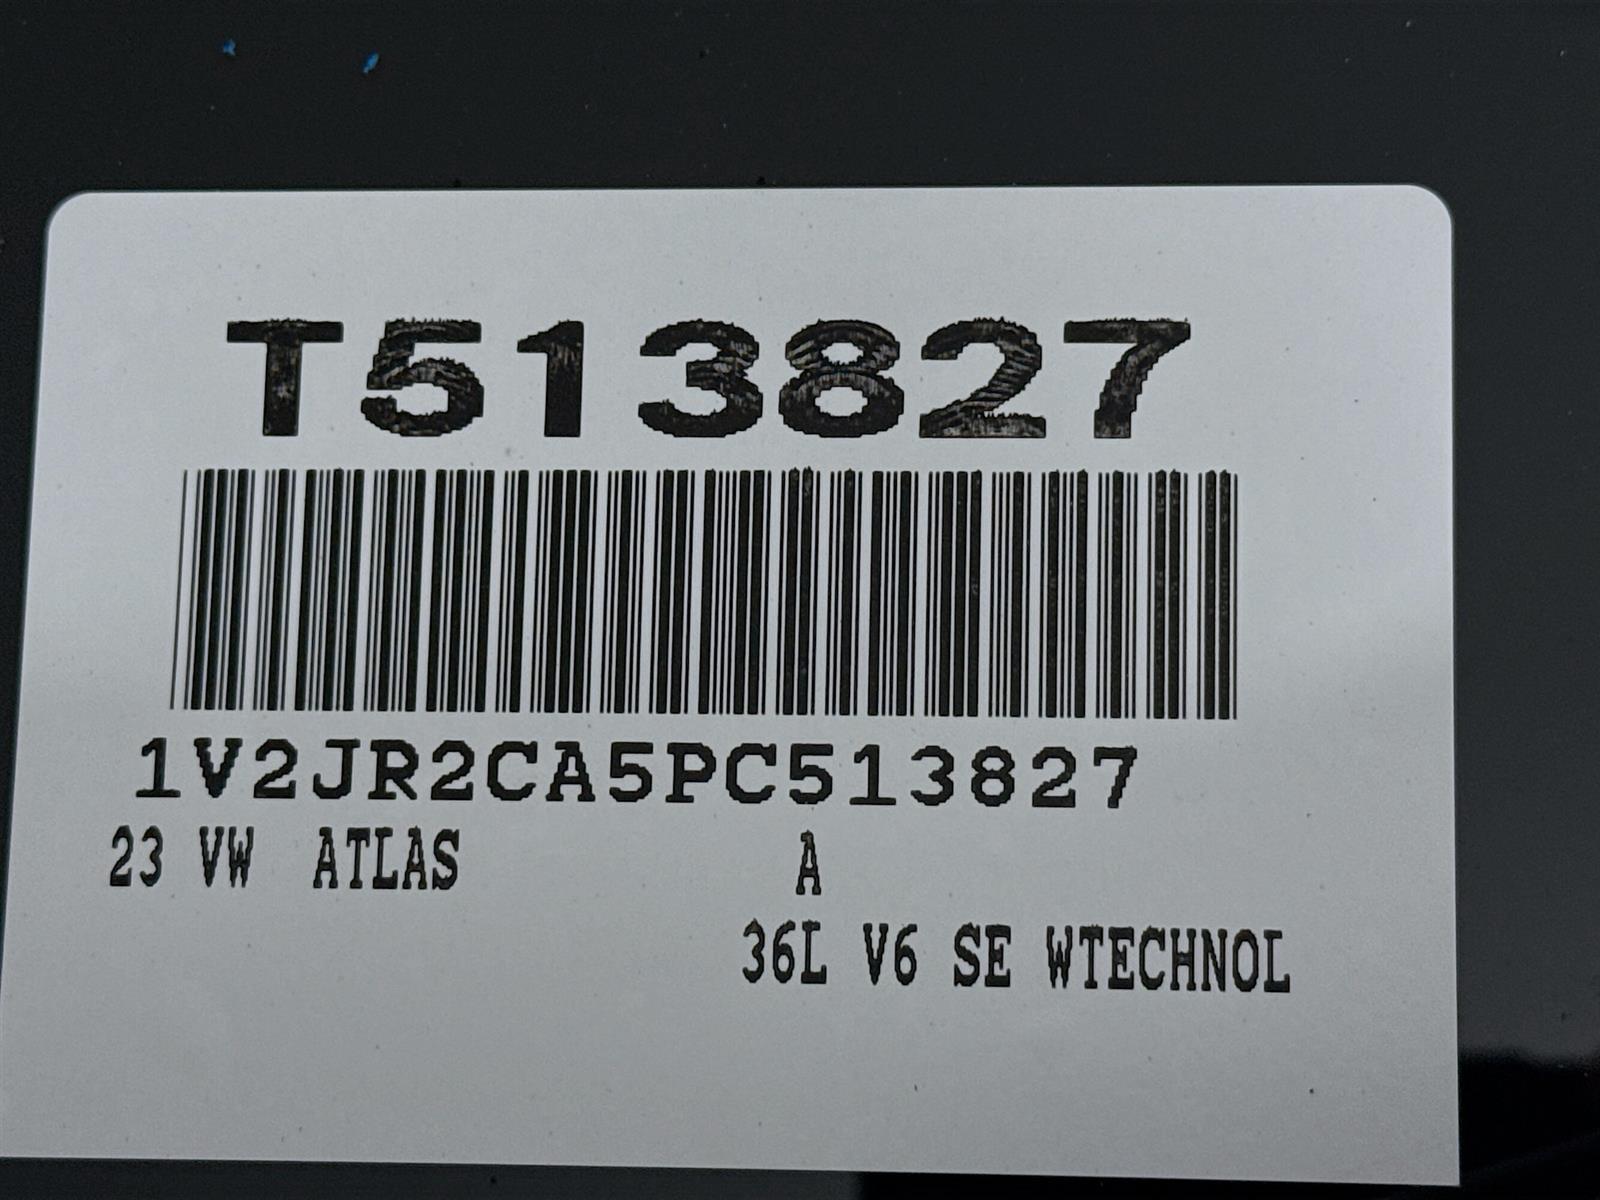 T513827
1V2JR2CA5PC513827
23 VW ATLAS A
36L V6 SE WTECHNOL